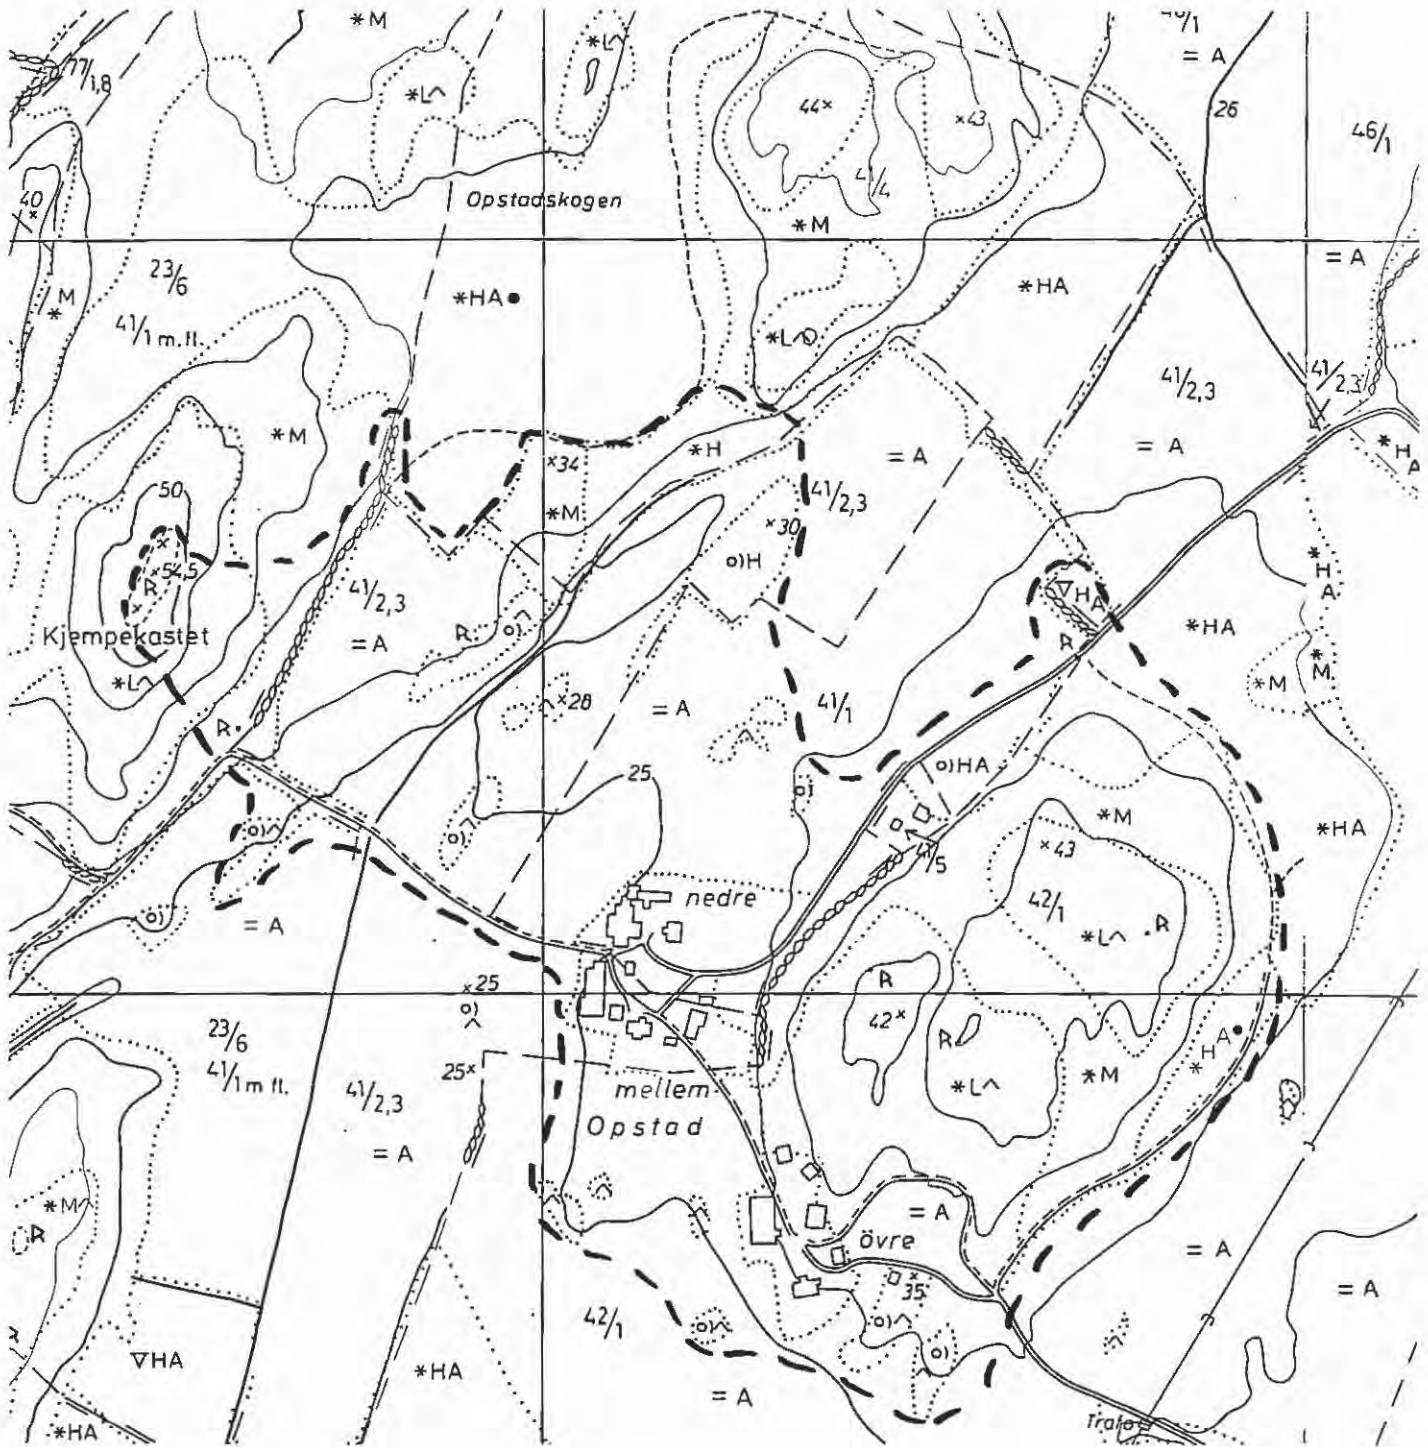 *M
*L^
46/1
= A
77/1,8
*L^
44×
×43
26
46/1
41/4
40
×
Opstadskogen
*M
23/6
= A
M
*
*HA●
*HA
41/1 m.fl.
*L^O
41/2,3
41/2,3
*M
*H
= A
= A
*
H
A
×34
50
41/2,3
*M
×30
×54,5
R
o)H
*
H
A
41/2,3
▽HA
Kjempekastet
R
o)^
*HA
= A
R
*L^
*M
*
M
×28
= A
41/1
R
25
o)HA
o)
*M
*HA
o)^
o)
×43
41/5
nedre
42/1
o)
= A
*L^
R
×25
R
o)
^
42×
23/6
R
*HA●
41/1 m fl.
25×
41/2,3
mellem
*L^
*M
Opstad
= A
*M^
= A
R
övre
= A
35
×
= A
42/1
o)^
o)^
o)
▽HA
*HA
= A
*HA
Trafo